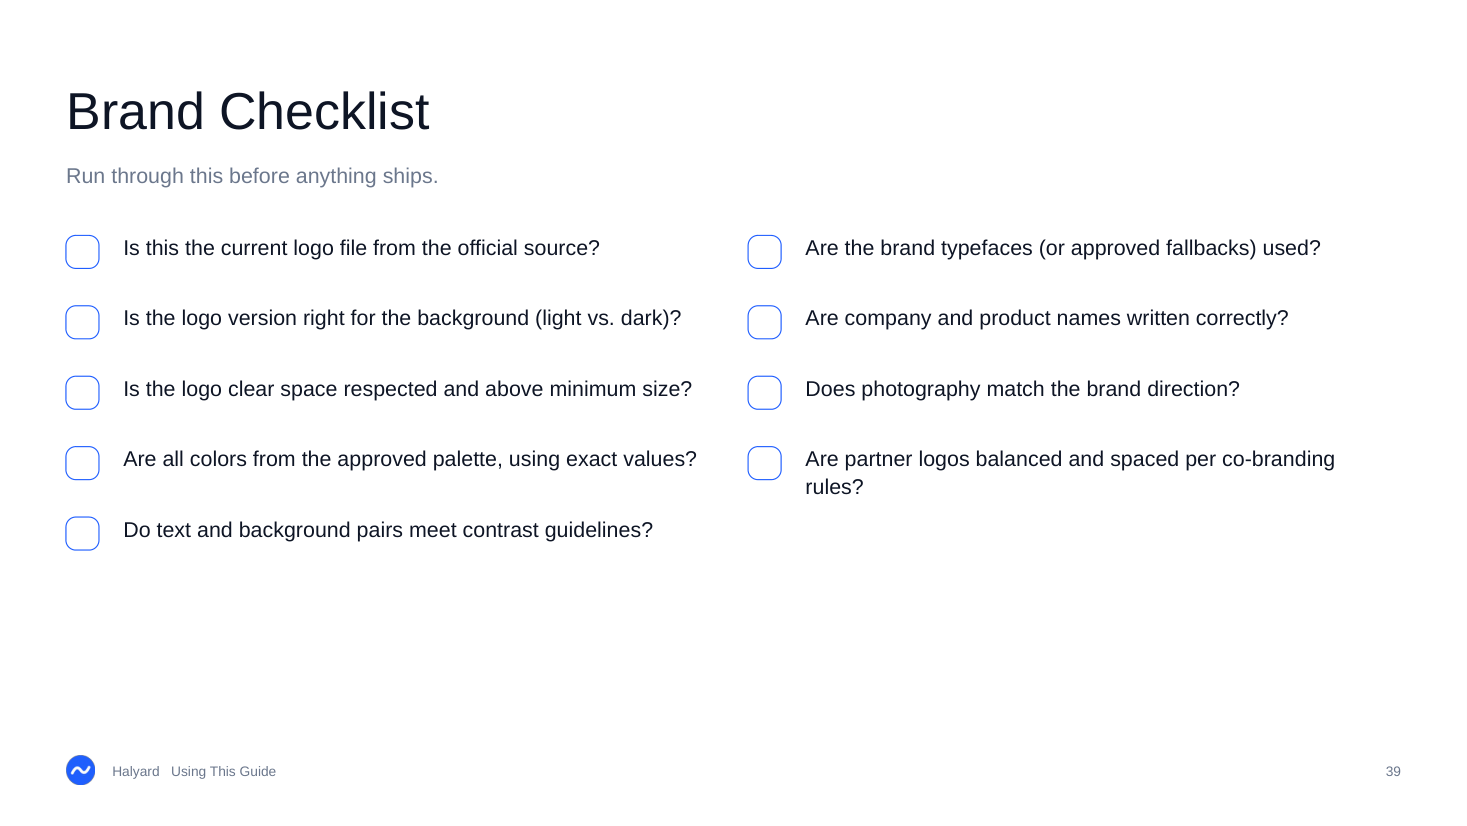 Brand Checklist
Run through this before anything ships.
Is this the current logo file from the official source?
Is the logo version right for the background (light vs. dark)?
Is the logo clear space respected and above minimum size?
Are all colors from the approved palette, using exact values?
Do text and background pairs meet contrast guidelines?
Are the brand typefaces (or approved fallbacks) used?
Are company and product names written correctly?
Does photography match the brand direction?
Are partner logos balanced and spaced per co-branding
rules?
Halyard Using This Guide
39